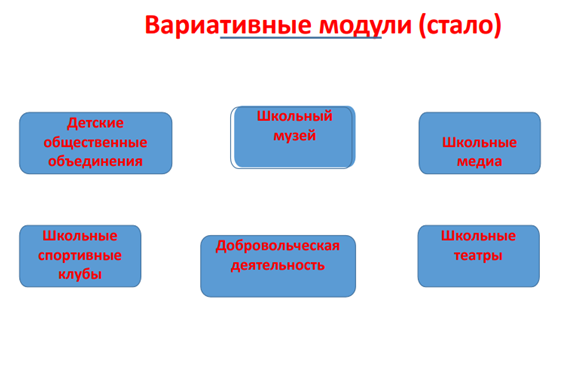 Вариативные модули (стало)
Детские
общественные
объединения
Школьный
музей
Школьные
медиа
Школьные
спортивные
клубы
Добровольческая
деятельность
Школьные
театры